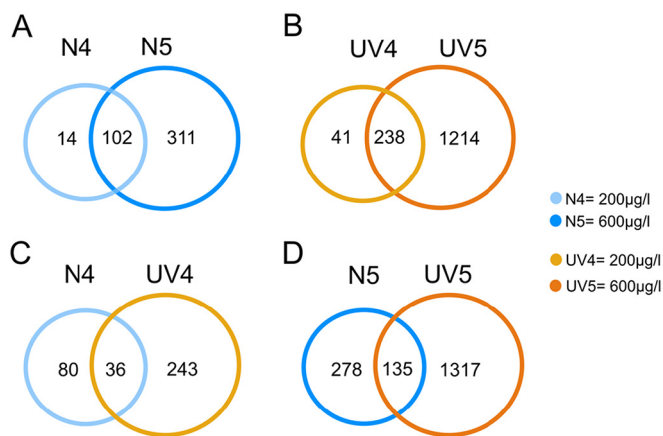 A
N4 N5
14 102 311
B
UV4 UV5
41 238 1214
N4= 200µg/l
N5= 600µg/l
UV4= 200µg/l
UV5= 600µg/l
C
N4 UV4
80 36 243
D
N5 UV5
278 135 1317